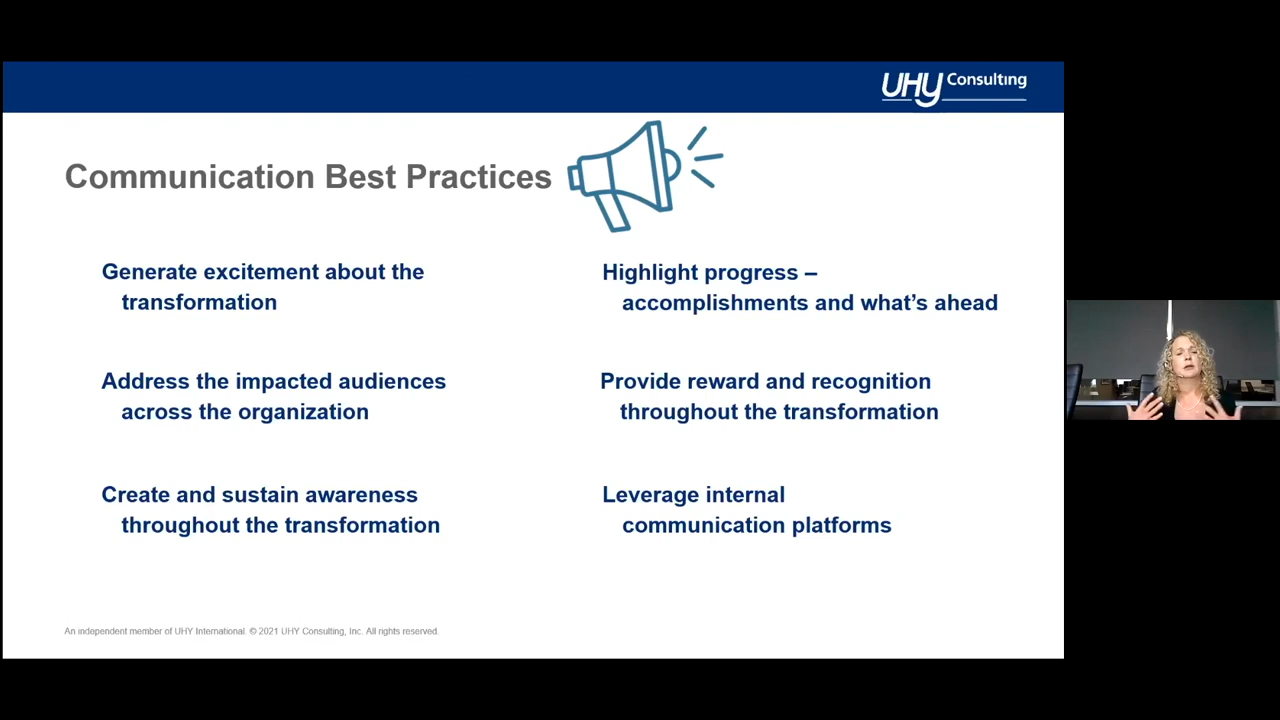 UHY Consulting
Communication Best Practices
Generate excitement about the
transformation
Address the impacted audiences
across the organization
Create and sustain awareness
throughout the transformation
Highlight progress –
accomplishments and what’s ahead
Provide reward and recognition
throughout the transformation
Leverage internal
communication platforms
An independent member of UHY International. © 2021 UHY Consulting, Inc. All rights reserved.